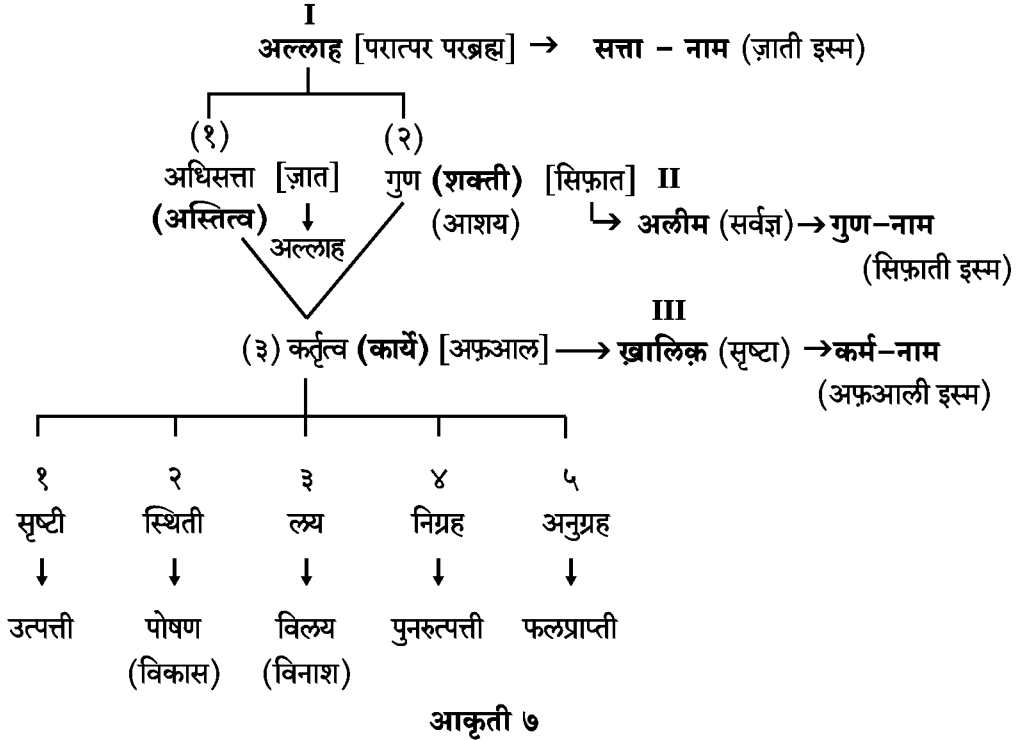 I
अल्लाह [परात्पर परब्रह्म] → सत्ता – नाम (ज़ाती इस्म)
(१) (२)
अधिसत्ता [ज़ात] गुण (शक्ती) [सिफ़ात] II
(अस्तित्व) (आशय) अलीम (सर्वज्ञ) → गुण–नाम
अल्लाह (सिफ़ाती इस्म)
III
(३) कर्तृत्व (कार्ये) [अफ़आल] → ख़ालिक़ (सृष्टा) → कर्म–नाम
(अफ़आली इस्म)
१ २ ३ ४ ५
सृष्टी स्थिती लय निग्रह अनुग्रह
उत्पत्ती पोषण विलय पुनरुत्पत्ती फलप्राप्ती
(विकास) (विनाश)
आकृती ७